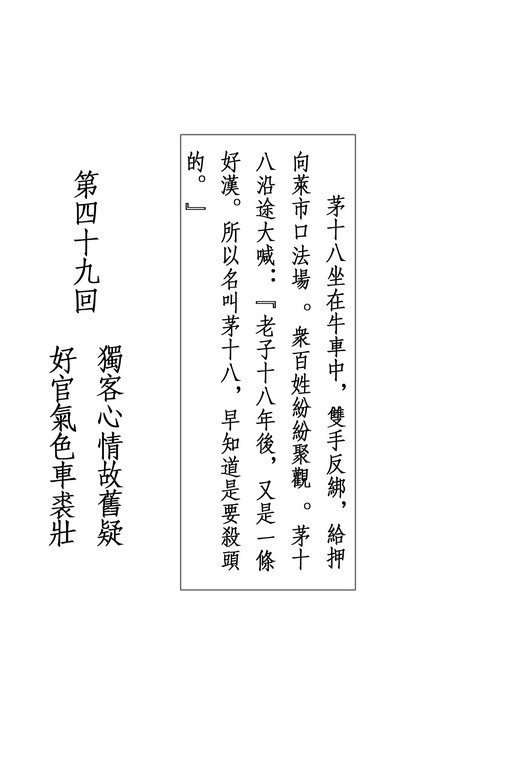 茅十八坐在牛車中，雙手反綁，給押
向萊市口法場。衆百姓紛紛聚觀。茅十
八沿途大喊：『老子十八年後，又是一條
好漢。所以名叫茅十八，早知道是要殺頭
的。』
第四十九回
獨客心情故舊疑
好官氣色車裘壯